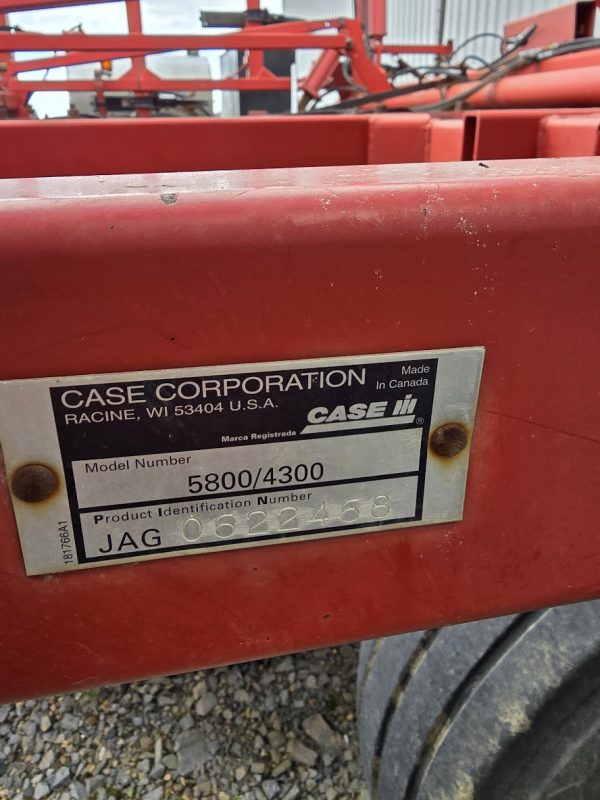 CASE CORPORATION
RACINE, WI 53404 U.S.A.
Made
In Canada
CASE IH ®
Marca Registrada
Model Number
5800/4300
Product Identification Number
JAG 0622468
181766A1